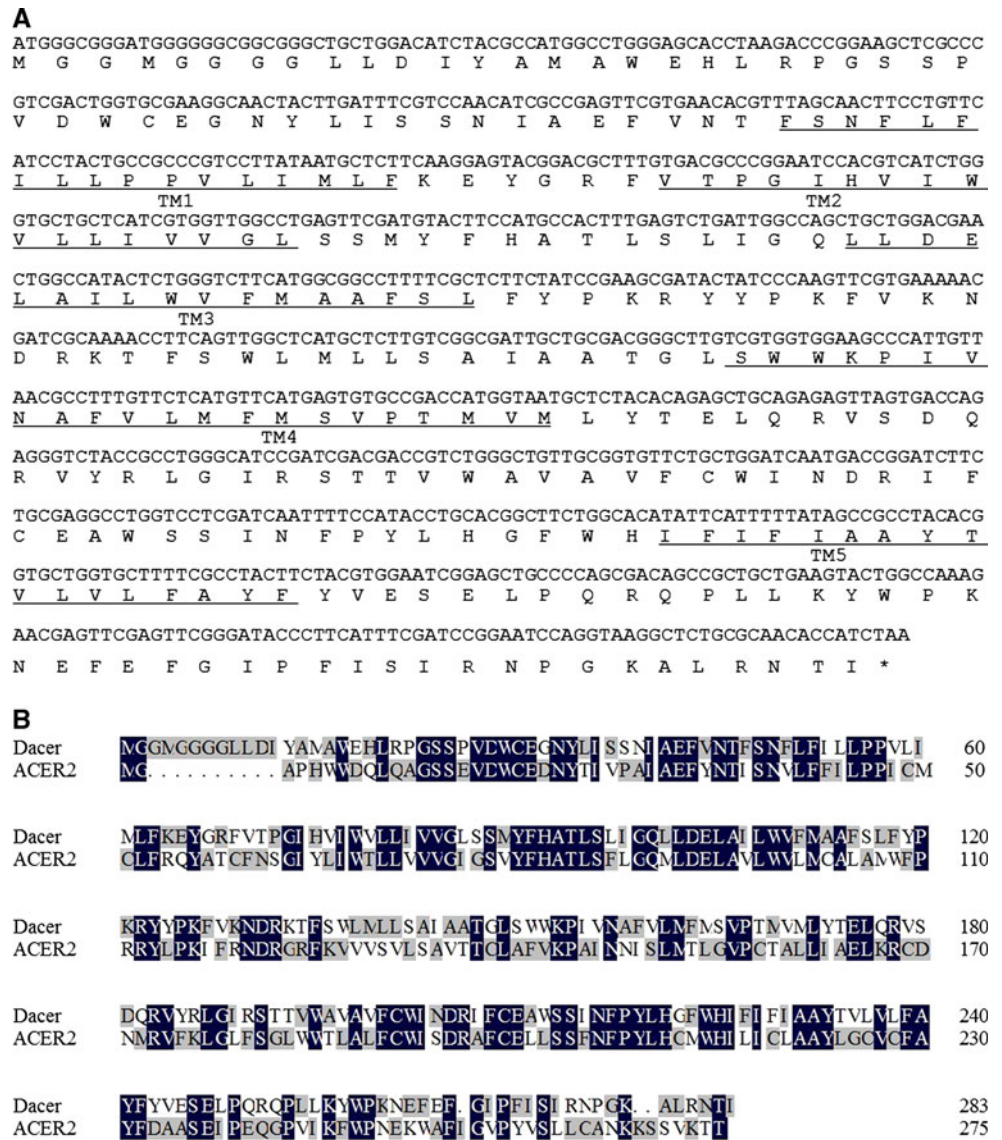 A
ATGGGCGGGATGGGGGGCGGCGGGCTGCTGGACATCTACGCCATGGCCTGGGAGCACCTAAGACCCGGAAGCTCGCCC
M G G M G G G G L L D I Y A M A W E H L R P G S S P
GTCGACTGGTGCGAAGGCAACTACTTGATTTCGTCCAACATCGCCGAGTTCGTGAACACGTTTAGCAACTTCCTGTTC
V D W C E G N Y L I S S N I A E F V N T F S N F L F
ATCCTACTGCCGCCCGTCCTTATAATGCTCTTCAAGGAGTACGGACGCTTTGTGACGCCCGGAATCCACGTCATCTGG
I L L P P V L I M L F K E Y G R F V T P G I H V I W
TM1 TM2
GTGCTGCTCATCGTGGTTGGCCTGAGTTCGATGTACTTCCATGCCACTTTGAGTCTGATTGGCCAGCTGCTGGACGAA
V L L I V V G L S S M Y F H A T L S L I G Q L L D E
CTGGCCATACTCTGGGTCTTCATGGCGGCCTTTTCGCTCTTCTATCCGAAGCGATACTATCCCAAGTTCGTGAAAAAC
L A I L W V F M A A F S L F Y P K R Y Y P K F V K N
TM3
GATCGCAAAACCTTCAGTTGGCTCATGCTCTTGTCGGCGATTGCTGCGACGGGCTTGTCGTGGTGGAAGCCCATTGTT
D R K T F S W L M L L S A I A A T G L S W W K P I V
AACGCCTTTGTTCTCATGTTCATGAGTGTGCCGACCATGGTAATGCTCTACACAGAGCTGCAGAGAGTTAGTGACCAG
N A F V L M F M S V P T M V M L Y T E L Q R V S D Q
TM4
AGGGTCTACCGCCTGGGCATCCGATCGACGACCGTCTGGGCTGTTGCGGTGTTCTGCTGGATCAATGACCGGATCTTC
R V Y R L G I R S T T V W A V A V F C W I N D R I F
TGCGAGGCCTGGTCCTCGATCAATTTTCCATACCTGCACGGCTTCTGGCACATATTCATTTTTATAGCCGCCTACACG
C E A W S S I N F P Y L H G F W H I F I F I A A Y T
TM5
GTGCTGGTGCTTTTCGCCTACTTCTACGTGGAATCGGAGCTGCCCCAGCGACAGCCGCTGCTGAAGTACTGGCCAAAG
V L V L F A Y F Y V E S E L P Q R Q P L L K Y W P K
AACGAGTTCGAGTTCGGGATACCCTTCATTTCGATCCGGAATCCAGGTAAGGCTCTGCGCAACACCATCTAA
N E F E F G I P F I S I R N P G K A L R N T I *
B
Dacer MGGMGGGGLLDIYAMAWEHLRPGSSPVDWCEGNYLISSNIAEFVNTFSNFLFILLPPVLI 60
ACER2 MG..........APHWWDQLQAGSSEVDWCEDNYTIVPAIAEFYNTISNVLFFILPPICM 50
Dacer MLFKEYGRFVTPGIHVIWVLLIVVGLSSMYFHATLSLIGQLLDELAILWVFMAAFSLFYP 120
ACER2 CLFRQYATCFNSGIYLIWTLLVVVGIGSVYFHATLSFLGQMLDELAVLWVLMCALAMWFP 110
Dacer KRYYPKFVKNDRKTFSWLMLLSAIAATGLSWWKPIVNAFVLMFMSVPTMVMLYTELQRVS 180
ACER2 RRYLPKIFRNDRGRFKVVVSVLSAVTTCLAFVKPAINNISLMTLGVPCTALLIAELKRCD 170
Dacer DQRVYRLGIRSTTVWAVAVFCWINDRIFCEAWSSINFPYLHGFWHIFIFIAAYTVLVLFA 240
ACER2 NMRVFKLGLFSGLWWTLALFCWISDRAFCELLSSFNFPYLHCMWHILICLAAYLGCVCFA 230
Dacer YFYVESELPQRQPLLKYWPKNEFEF.GIPFISIRNPGK..ALRNTI 283
ACER2 YFDAASEIPEQGPVIKFWPNEKWAFIGVPYVSLLCANKKSSVKTT 275